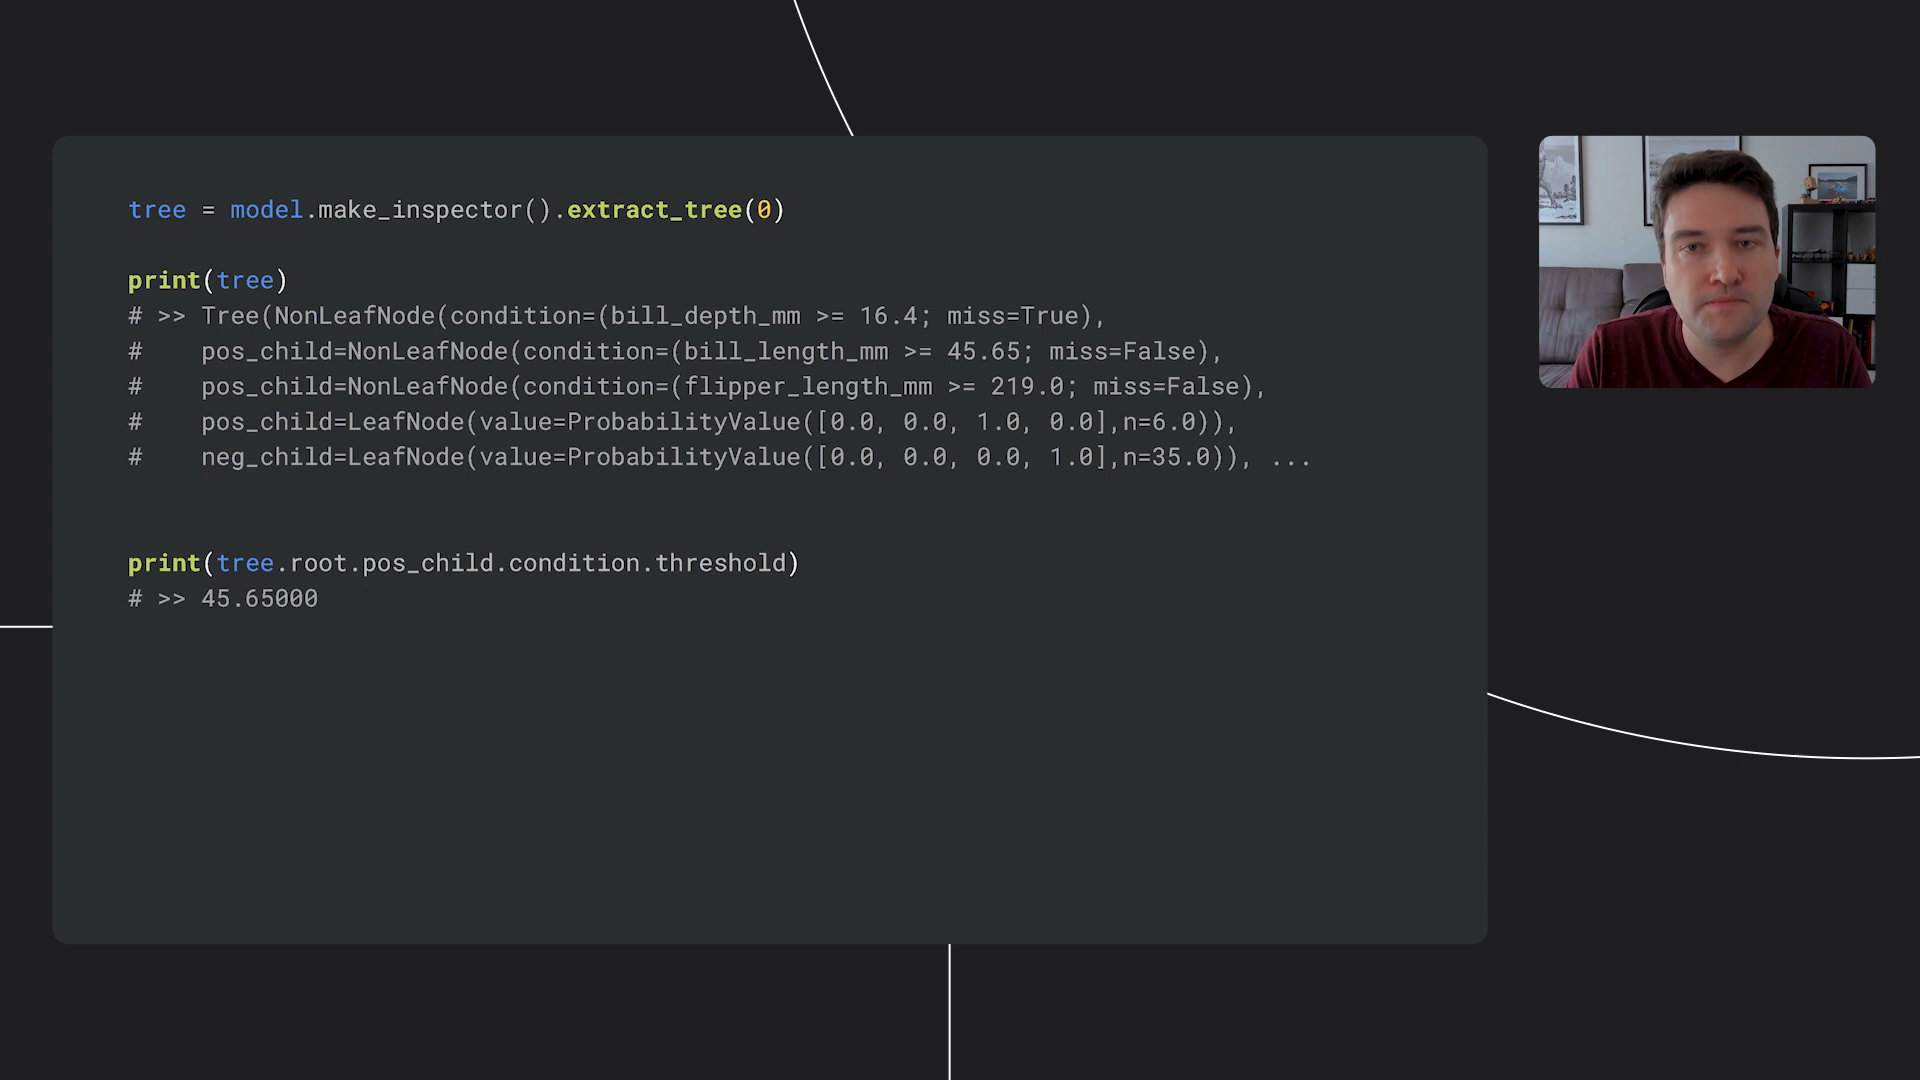 tree = model.make_inspector().extract_tree(0)
print(tree)
# >> Tree(NonLeafNode(condition=(bill_depth_mm >= 16.4; miss=True),
#    pos_child=NonLeafNode(condition=(bill_length_mm >= 45.65; miss=False),
#    pos_child=NonLeafNode(condition=(flipper_length_mm >= 219.0; miss=False),
#    pos_child=LeafNode(value=ProbabilityValue([0.0, 0.0, 1.0, 0.0],n=6.0)),
#    neg_child=LeafNode(value=ProbabilityValue([0.0, 0.0, 0.0, 1.0],n=35.0)), ...
print(tree.root.pos_child.condition.threshold)
# >> 45.65000